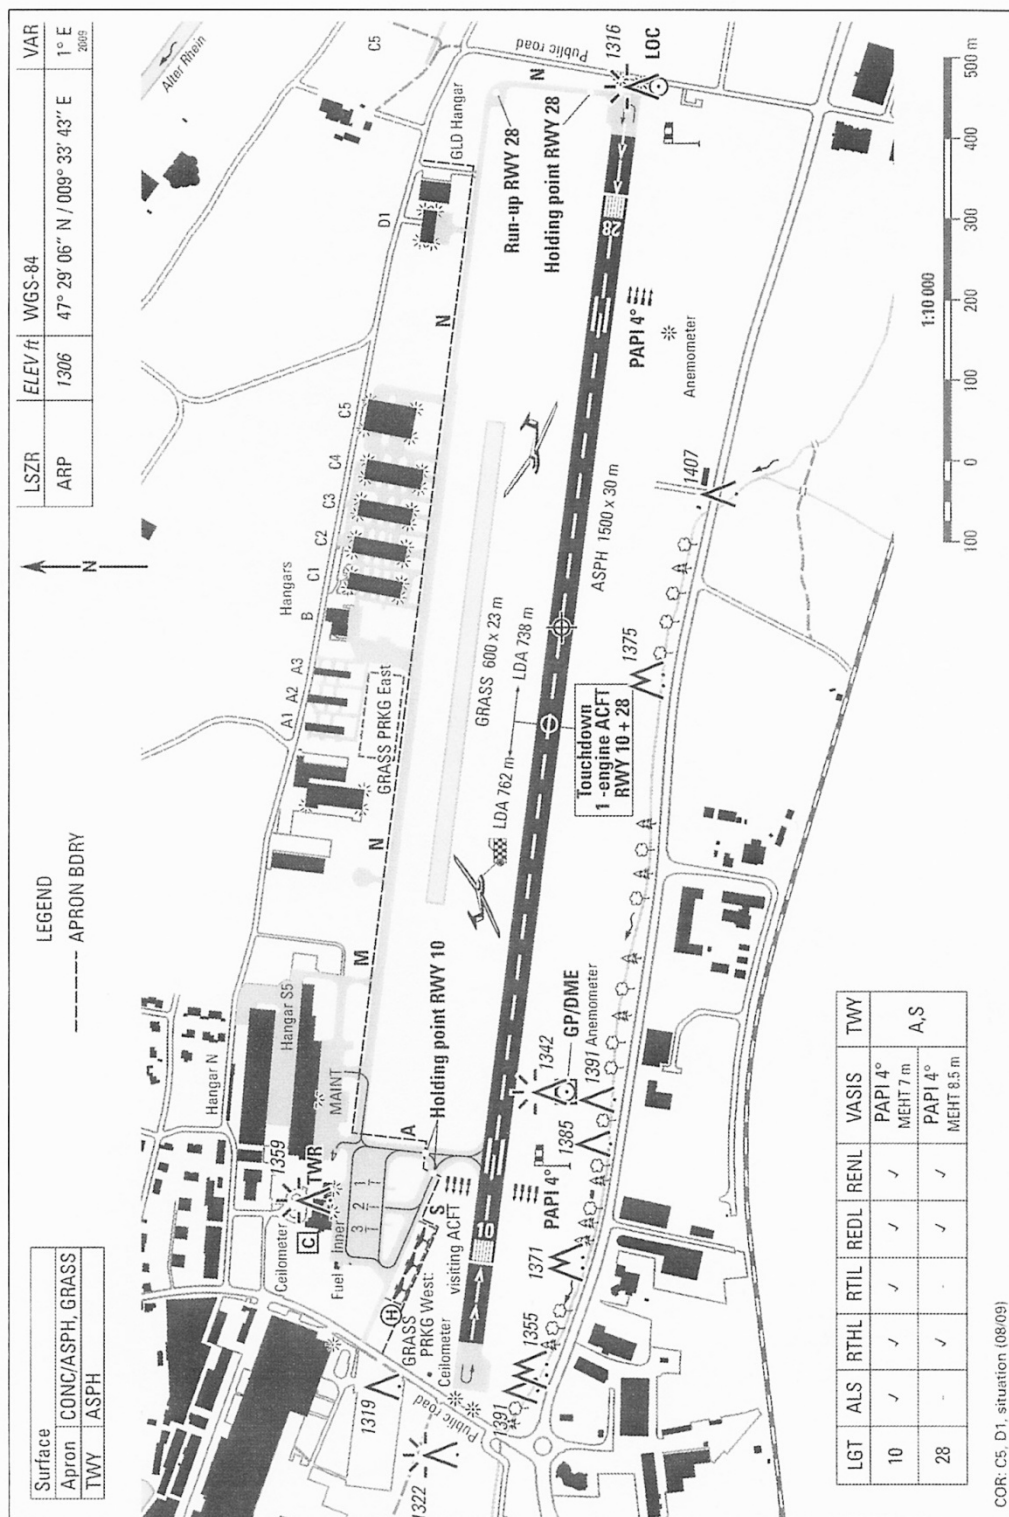 LSZR ELEV ft WGS-84 VAR
ARP 1306 47° 29′ 06″ N / 009° 33′ 43″ E 1° E
2009
Surface
Apron CONC/ASPH, GRASS
TWY ASPH
LEGEND
APRON BDRY
N
Alter Rhein
C5
Public road
1316
LOC
N
GLD Hangar
D1
Run-up RWY 28
Holding point RWY 28
28
PAPI 4°
Anemometer
N
C5
C4
C3
C2
C1
Hangars
B
A3
A2
A1
GRASS PRKG East
N
M
GRASS 600 x 23 m
LDA 762 m
LDA 738 m
ASPH 1500 x 30 m
1407
1375
Touchdown
1-engine ACFT
RWY 10 + 28
Hangar S5
Hangar N
MAINT
1359
TWR
C
Ceilometer
Fuel
Inner
3 2 1
T T T
A
Holding point RWY 10
S
H
GRASS
PRKG West:
visiting ACFT
Ceilometer
10
PAPI 4°
GP/DME
1342
1391 Anemometer
1385
1371
1355
1391
1319
1322
Public road
1:10 000
100 0 100 200 300 400 500 m
LGT ALS RTHL RTIL REDL RENL VASIS TWY
10 ✓ ✓ ✓ ✓ ✓ PAPI 4° A,S
MEHT 7 m
28 - ✓ - ✓ ✓ PAPI 4°
MEHT 8.5 m
COR: C5, D1, situation (08/09)